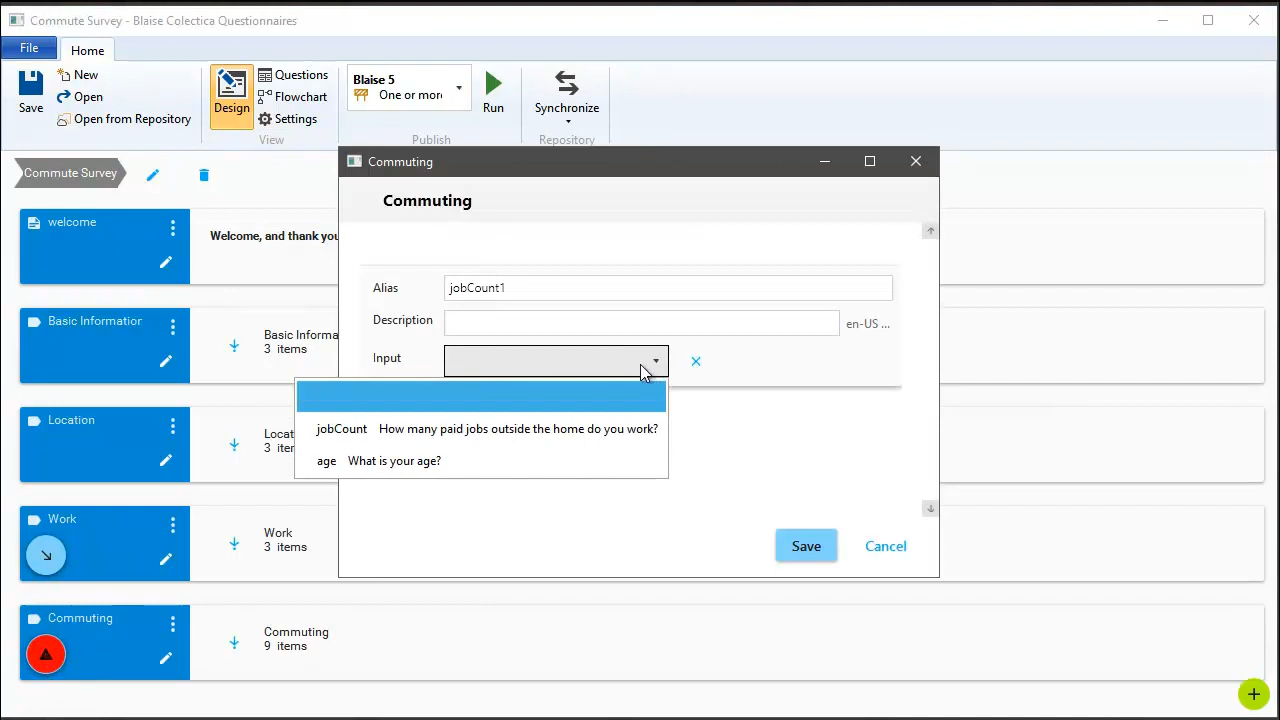 Commute Survey - Blaise Colectica Questionnaires
File
Home
Save
New
Open
Open from Repository
Design
Questions
Flowchart
Settings
View
Blaise 5
One or mor
Run
Publish
Synchronize
Repository
Commute Survey
welcome
Welcome, and thank you
Basic Information
Basic Informa
3 items
Location
Locat
3 iten
Work
Work
3 items
Commuting
Commuting
9 items
Commuting
Commuting
Alias
jobCount1
Description
en-US ...
Input
jobCount How many paid jobs outside the home do you work?
age What is your age?
Save
Cancel